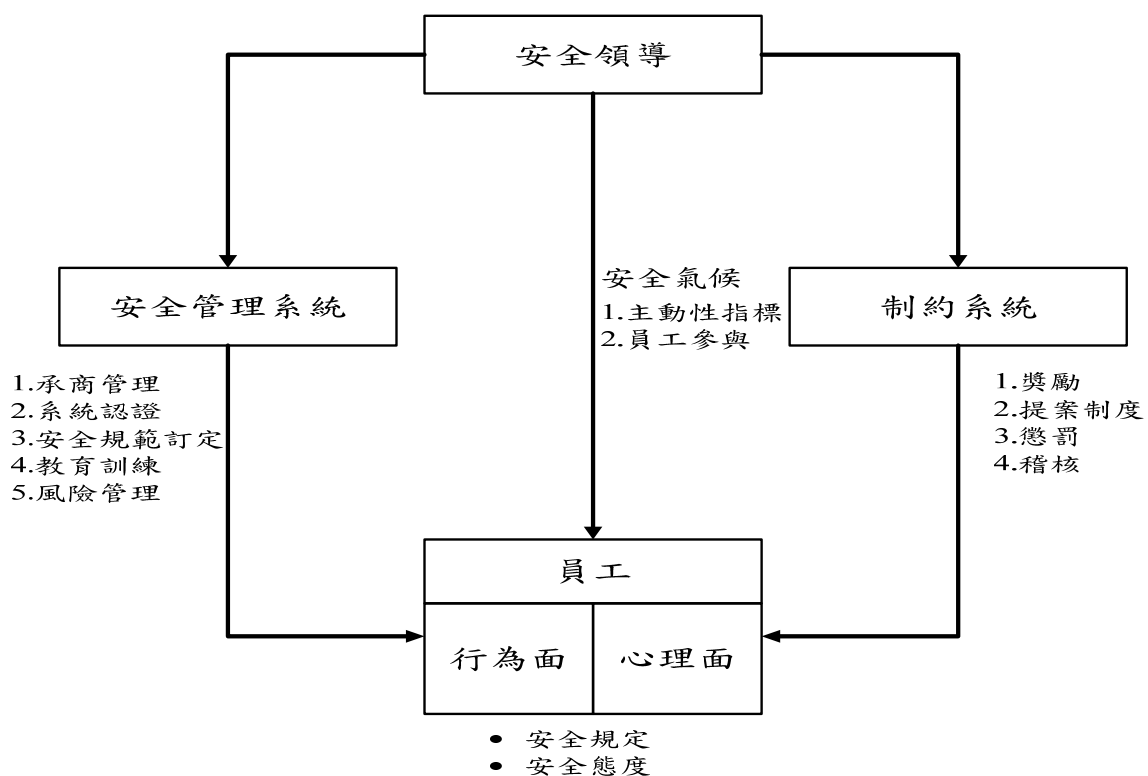 安全領導
安全管理系統
安全氣候
1.主動性指標
2.員工參與
制約系統
1.承商管理
2.系統認證
3.安全規範訂定
4.教育訓練
5.風險管理
1.獎勵
2.提案制度
3.懲罰
4.稽核
員工
行為面
心理面
• 安全規定
• 安全態度